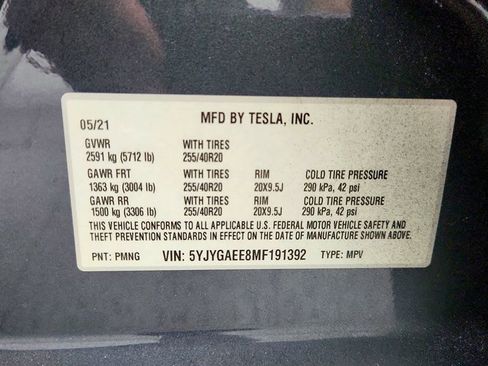 MFD BY TESLA, INC.
05/21
GVWR WITH TIRES
2591 kg (5712 lb) 255/40R20
GAWR FRT WITH TIRES RIM COLD TIRE PRESSURE
1363 kg (3004 lb) 255/40R20 20X9.5J 290 kPa, 42 psi
GAWR RR WITH TIRES RIM COLD TIRE PRESSURE
1500 kg (3306 lb) 255/40R20 20X9.5J 290 kPa, 42 psi
THIS VEHICLE CONFORMS TO ALL APPLICABLE U.S. FEDERAL MOTOR VEHICLE SAFETY AND
THEFT PREVENTION STANDARDS IN EFFECT ON THE DATE OF MANUFACTURE SHOWN ABOVE.
PNT: PMNG VIN: 5YJYGAEE8MF191392 TYPE: MPV